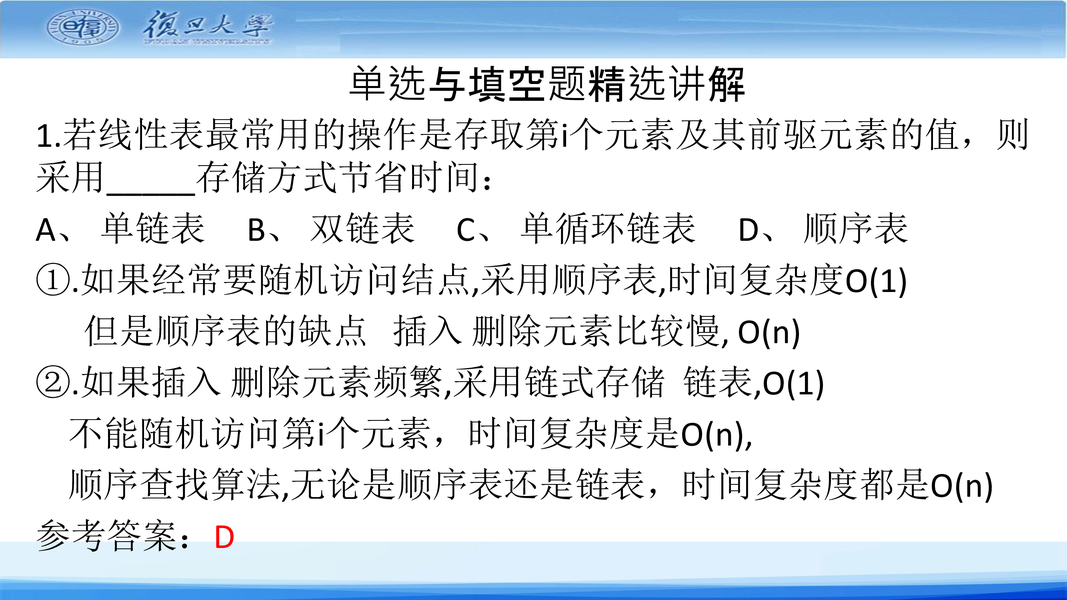 復旦大學
FUDAN UNIVERSITY
单选与填空题精选讲解
1.若线性表最常用的操作是存取第i个元素及其前驱元素的值，则
采用_____存储方式节省时间：
A、 单链表 B、 双链表 C、 单循环链表 D、 顺序表
①.如果经常要随机访问结点,采用顺序表,时间复杂度O(1)
但是顺序表的缺点 插入 删除元素比较慢, O(n)
②.如果插入 删除元素频繁,采用链式存储 链表,O(1)
不能随机访问第i个元素，时间复杂度是O(n),
顺序查找算法,无论是顺序表还是链表，时间复杂度都是O(n)
参考答案：D